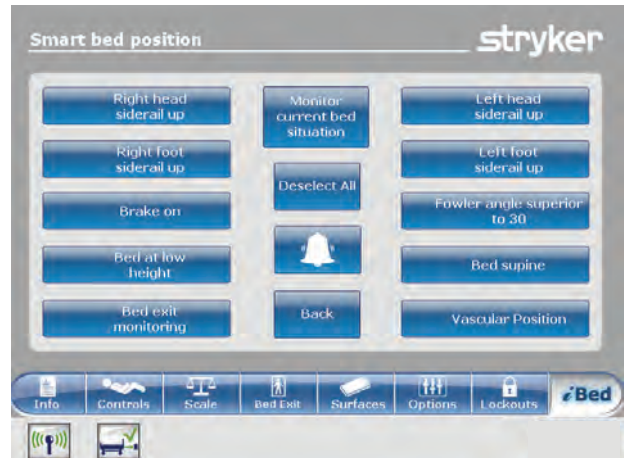 Smart bed position
stryker
Right head
siderail up
Monitor
current bed
situation
Left head
siderail up
Right foot
siderail up
Deselect All
Left foot
siderail up
Brake on
Fowler angle superior
to 30
Bed at low
height
Bed supine
Bed exit
monitoring
Back
Vascular Position
Info
Controls
Scale
Bed Exit
Surfaces
Options
Lockouts
iBed